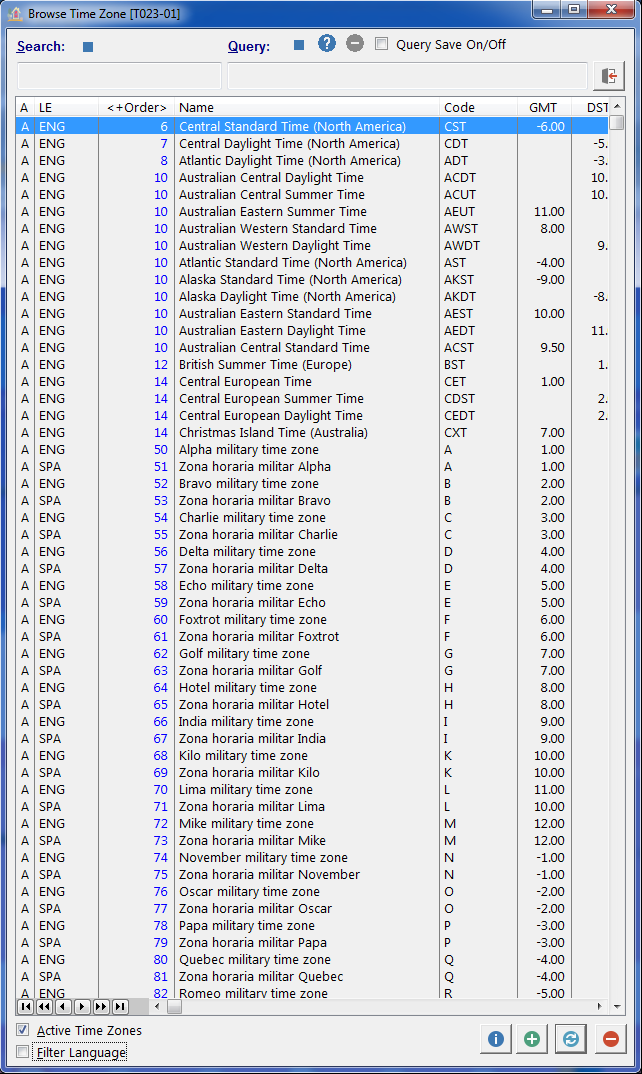 Browse Time Zone [T023-01]
Search: Query: Query Save On/Off
A LE <+Order> Name Code GMT DST
A ENG 6 Central Standard Time (North America) CST -6.00
A ENG 7 Central Daylight Time (North America) CDT -5.
A ENG 8 Atlantic Daylight Time (North America) ADT -3.
A ENG 10 Australian Central Daylight Time ACDT 10.
A ENG 10 Australian Central Summer Time ACUT 10.
A ENG 10 Australian Eastern Summer Time AEUT 11.00
A ENG 10 Australian Western Standard Time AWST 8.00
A ENG 10 Australian Western Daylight Time AWDT 9.
A ENG 10 Atlantic Standard Time (North America) AST -4.00
A ENG 10 Alaska Standard Time (North America) AKST -9.00
A ENG 10 Alaska Daylight Time (North America) AKDT -8.
A ENG 10 Australian Eastern Standard Time AEST 10.00
A ENG 10 Australian Eastern Daylight Time AEDT 11.
A ENG 10 Australian Central Standard Time ACST 9.50
A ENG 12 British Summer Time (Europe) BST 1.
A ENG 14 Central European Time CET 1.00
A ENG 14 Central European Summer Time CDST 2.
A ENG 14 Central European Daylight Time CEDT 2.
A ENG 14 Christmas Island Time (Australia) CXT 7.00
A ENG 50 Alpha military time zone A 1.00
A SPA 51 Zona horaria militar Alpha A 1.00
A ENG 52 Bravo military time zone B 2.00
A SPA 53 Zona horaria militar Bravo B 2.00
A ENG 54 Charlie military time zone C 3.00
A SPA 55 Zona horaria militar Charlie C 3.00
A ENG 56 Delta military time zone D 4.00
A SPA 57 Zona horaria militar Delta D 4.00
A ENG 58 Echo military time zone E 5.00
A SPA 59 Zona horaria militar Echo E 5.00
A ENG 60 Foxtrot military time zone F 6.00
A SPA 61 Zona horaria militar Foxtrot F 6.00
A ENG 62 Golf military time zone G 7.00
A SPA 63 Zona horaria militar Golf G 7.00
A ENG 64 Hotel military time zone H 8.00
A SPA 65 Zona horaria militar Hotel H 8.00
A ENG 66 India military time zone I 9.00
A SPA 67 Zona horaria militar India I 9.00
A ENG 68 Kilo military time zone K 10.00
A SPA 69 Zona horaria militar Kilo K 10.00
A ENG 70 Lima military time zone L 11.00
A SPA 71 Zona horaria militar Lima L 10.00
A ENG 72 Mike military time zone M 12.00
A SPA 73 Zona horaria militar Mike M 12.00
A ENG 74 November military time zone N -1.00
A SPA 75 Zona horaria militar November N -1.00
A ENG 76 Oscar military time zone O -2.00
A SPA 77 Zona horaria militar Oscar O -2.00
A ENG 78 Papa military time zone P -3.00
A SPA 79 Zona horaria militar Papa P -3.00
A ENG 80 Quebec military time zone Q -4.00
A SPA 81 Zona horaria militar Quebec Q -4.00
A ENG 82 Romeo military time zone R -5.00
Active Time Zones
Filter Language